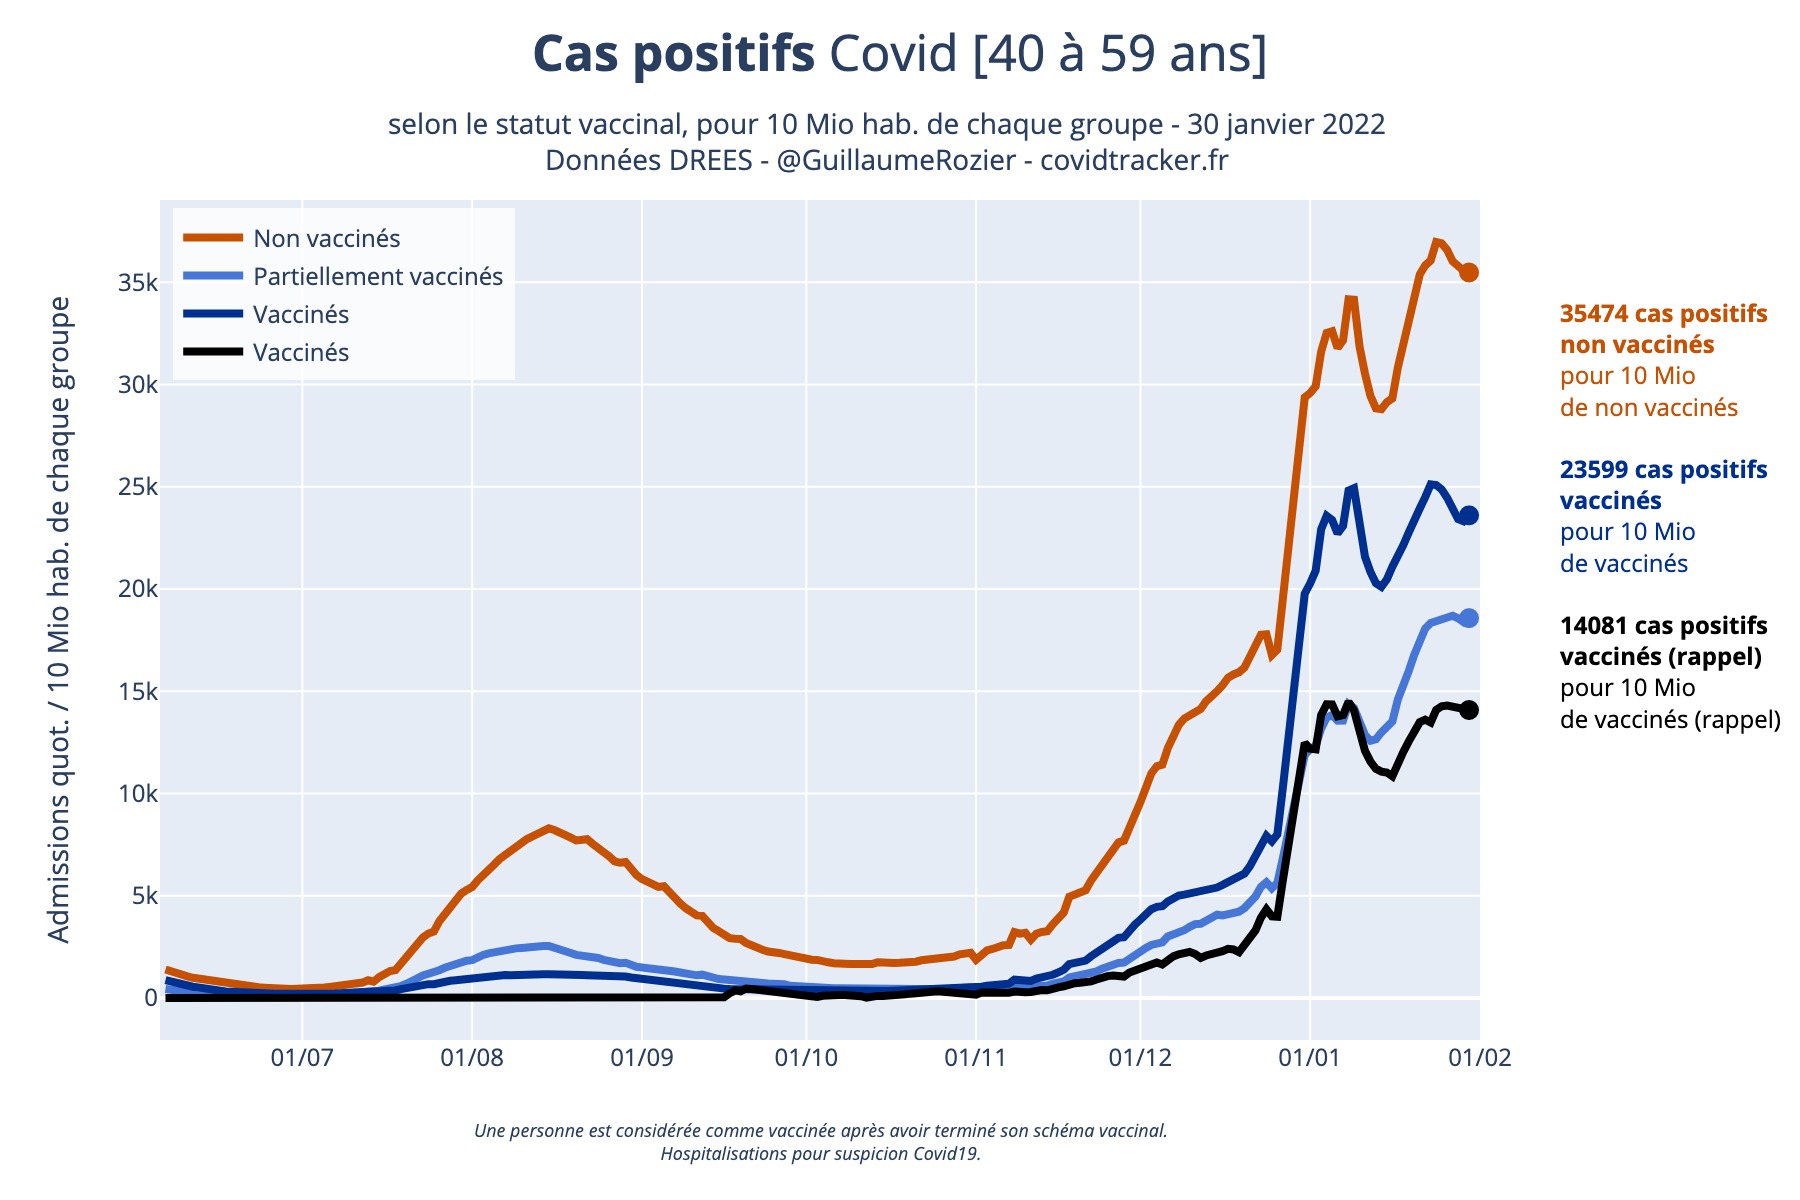 Cas positifs Covid [40 à 59 ans]
selon le statut vaccinal, pour 10 Mio hab. de chaque groupe - 30 janvier 2022
Données DREES - @GuillaumeRozier - covidtracker.fr
Non vaccinés
Partiellement vaccinés
Vaccinés
Vaccinés
Admissions quot. / 10 Mio hab. de chaque groupe
35k
30k
25k
20k
15k
10k
5k
0
01/07
01/08
01/09
01/10
01/11
01/12
01/01
01/02
35474 cas positifs
non vaccinés
pour 10 Mio
de non vaccinés
23599 cas positifs
vaccinés
pour 10 Mio
de vaccinés
14081 cas positifs
vaccinés (rappel)
pour 10 Mio
de vaccinés (rappel)
Une personne est considérée comme vaccinée après avoir terminé son schéma vaccinal.
Hospitalisations pour suspicion Covid19.